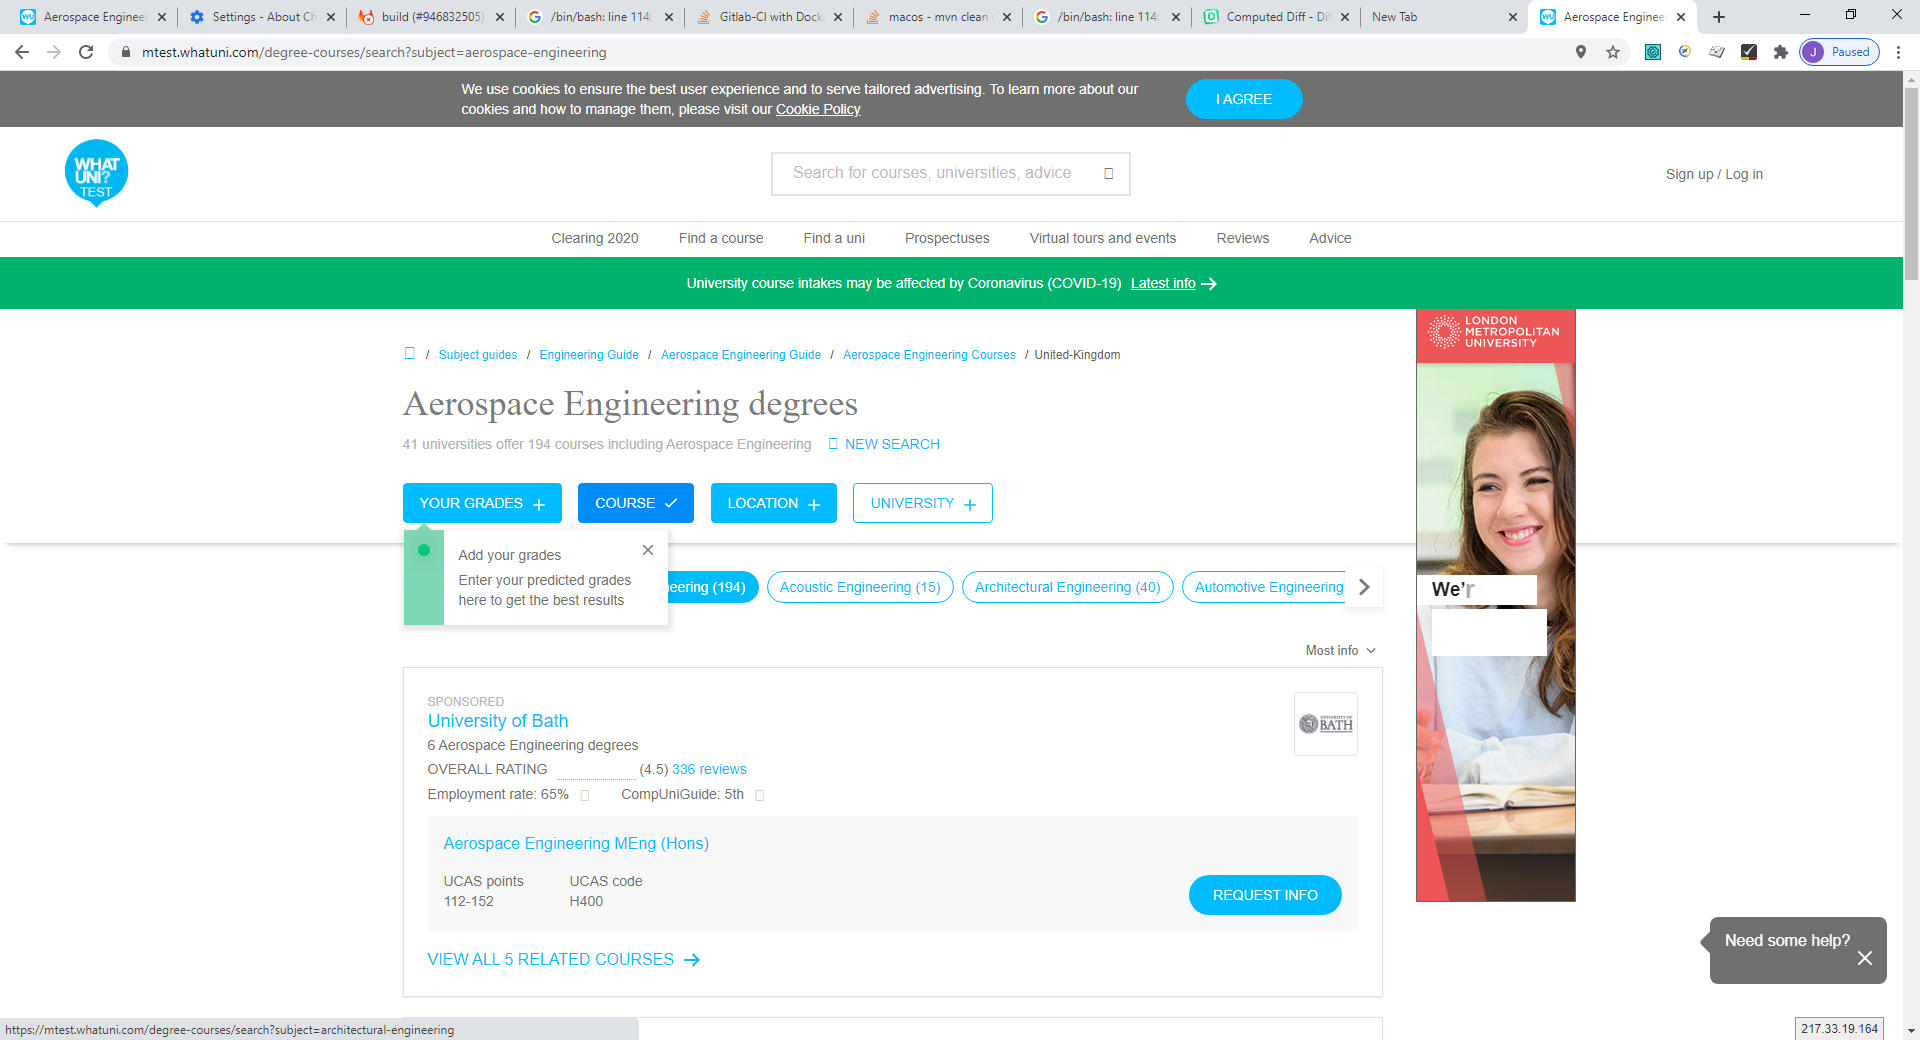 Aerospace Engineer
Settings - About Ch
build (#946832505)
/bin/bash: line 114:
Gitlab-CI with Dock
macos - mvn clean
/bin/bash: line 114:
Computed Diff - Dif
New Tab
Aerospace Engineer
mtest.whatuni.com/degree-courses/search?subject=aerospace-engineering
J Paused
We use cookies to ensure the best user experience and to serve tailored advertising. To learn more about our
cookies and how to manage them, please visit our Cookie Policy
I AGREE
WHAT
UNI?
TEST
Search for courses, universities, advice
Sign up / Log in
Clearing 2020
Find a course
Find a uni
Prospectuses
Virtual tours and events
Reviews
Advice
University course intakes may be affected by Coronavirus (COVID-19) Latest info
LONDON
METROPOLITAN
UNIVERSITY
/ Subject guides / Engineering Guide / Aerospace Engineering Guide / Aerospace Engineering Courses / United-Kingdom
Aerospace Engineering degrees
41 universities offer 194 courses including Aerospace Engineering
NEW SEARCH
YOUR GRADES
COURSE
LOCATION
UNIVERSITY
Add your grades
Enter your predicted grades
here to get the best results
eering (194)
Acoustic Engineering (15)
Architectural Engineering (40)
Automotive Engineering
We'r
Most info
SPONSORED
University of Bath
UNIVERSITY OF
BATH
6 Aerospace Engineering degrees
OVERALL RATING (4.5) 336 reviews
Employment rate: 65%
CompUniGuide: 5th
Aerospace Engineering MEng (Hons)
UCAS points
112-152
UCAS code
H400
REQUEST INFO
VIEW ALL 5 RELATED COURSES
Need some help?
https://mtest.whatuni.com/degree-courses/search?subject=architectural-engineering
217.33.19.164